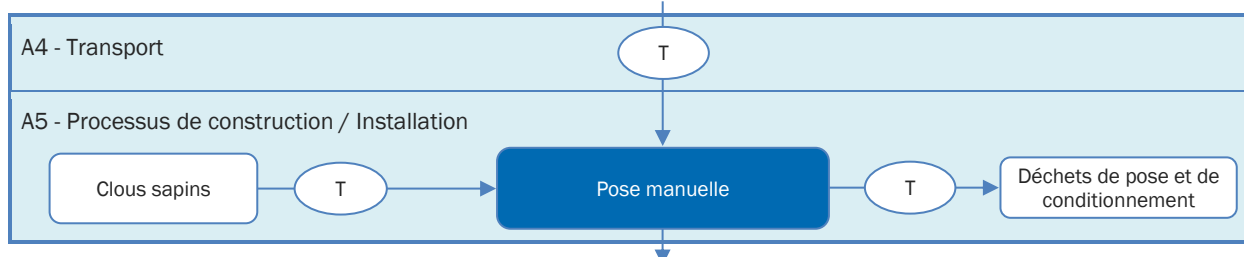 A4 - Transport
T
A5 - Processus de construction / Installation
Clous sapins
T
Pose manuelle
T
Déchets de pose et de
conditionnement